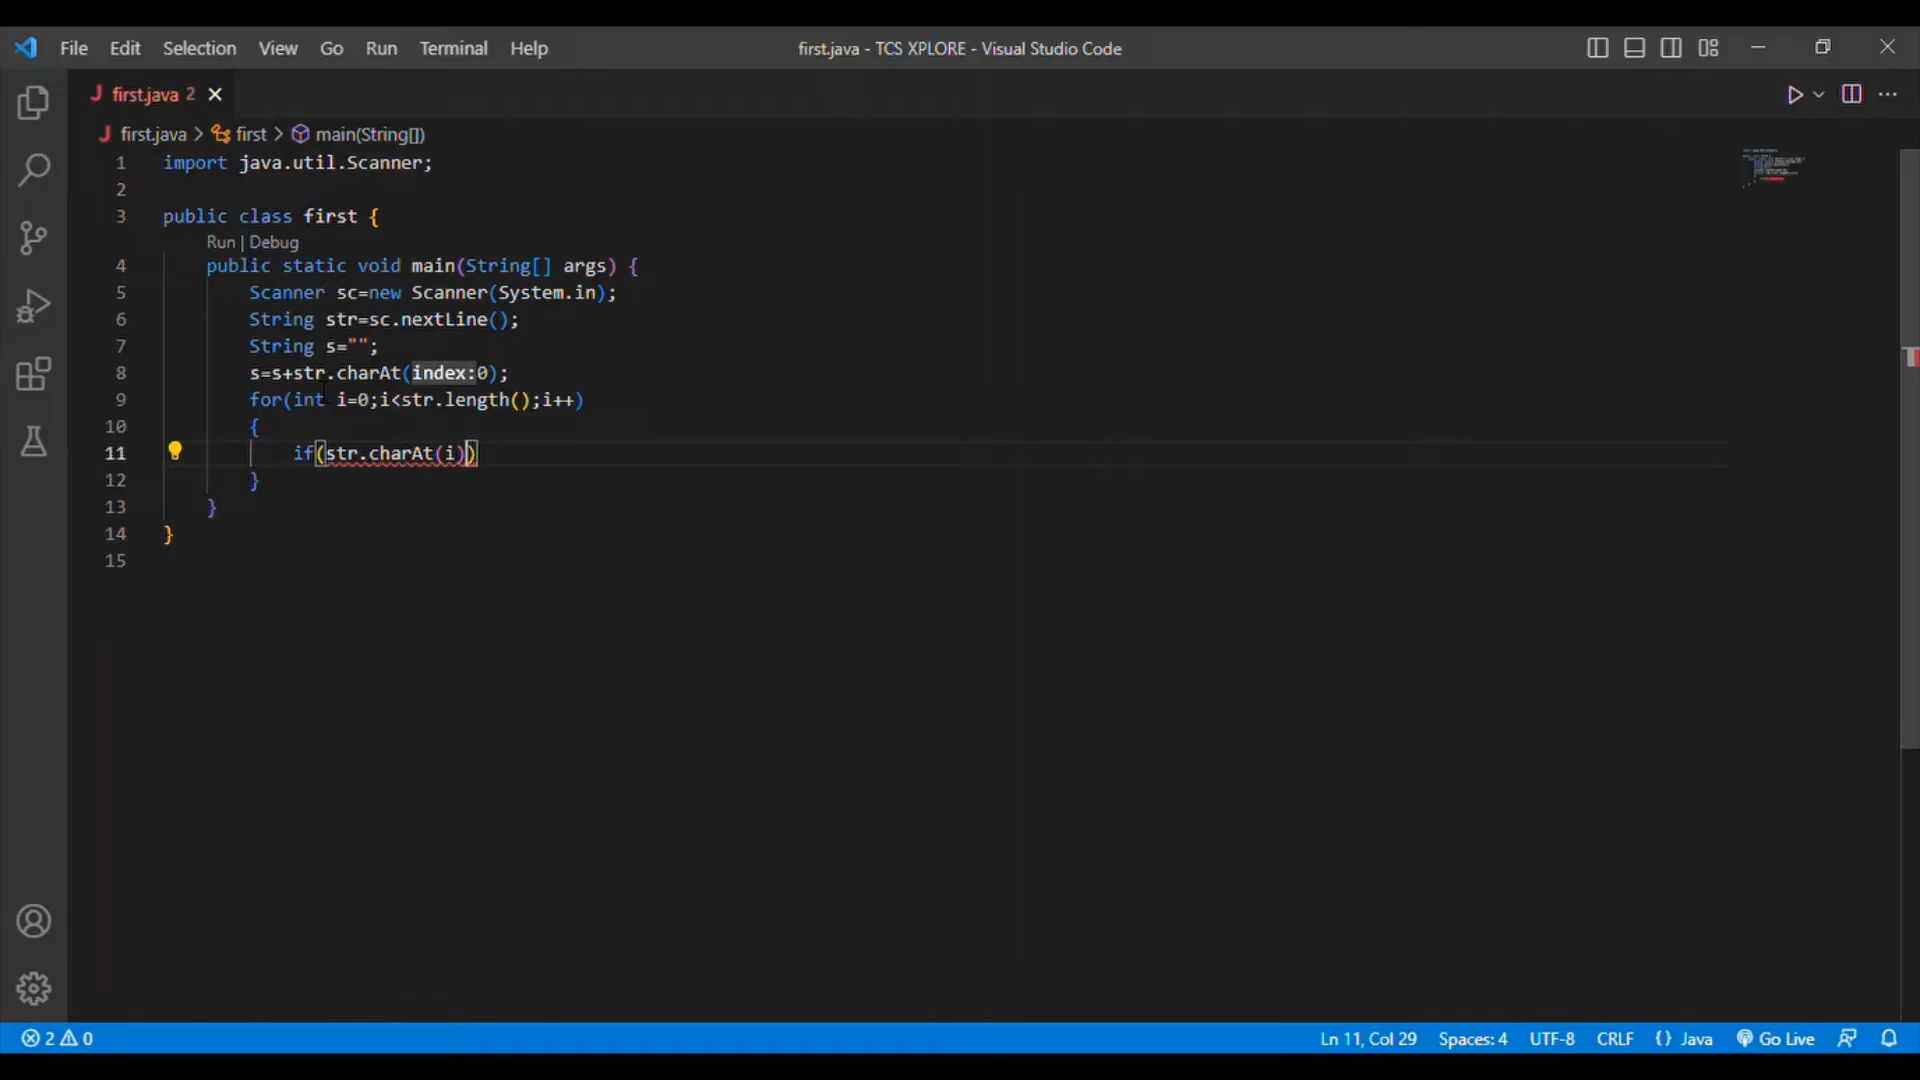 File Edit Selection View Go Run Terminal Help
first.java - TCS XPLORE - Visual Studio Code
J first.java 2
J first.java > first > main(String[])
1 import java.util.Scanner;
2
3 public class first {
Run | Debug
4 public static void main(String[] args) {
5 Scanner sc=new Scanner(System.in);
6 String str=sc.nextLine();
7 String s="";
8 s=s+str.charAt(index:0);
9 for(int i=0;i<str.length();i++)
10 {
11 if(str.charAt(i))
12 }
13 }
14 }
15
2 0
Ln 11, Col 29 Spaces: 4 UTF-8 CRLF {} Java Go Live